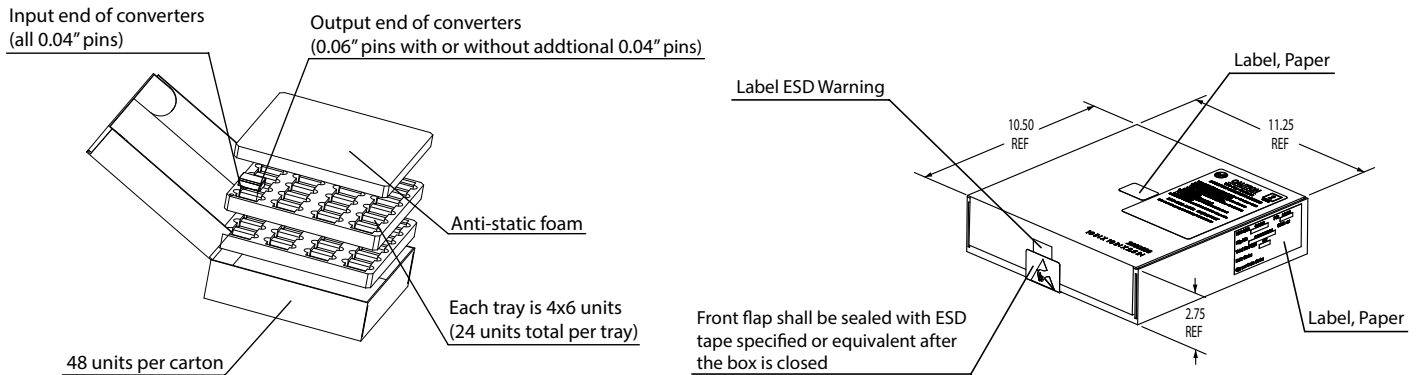 Input end of converters
(all 0.04” pins)
Output end of converters
(0.06” pins with or without addtional 0.04” pins)
Anti-static foam
Each tray is 4x6 units
(24 units total per tray)
48 units per carton
Label ESD Warning
Label, Paper
10.50
REF
11.25
REF
2.75
REF
Label, Paper
Front flap shall be sealed with ESD
tape specified or equivalent after
the box is closed